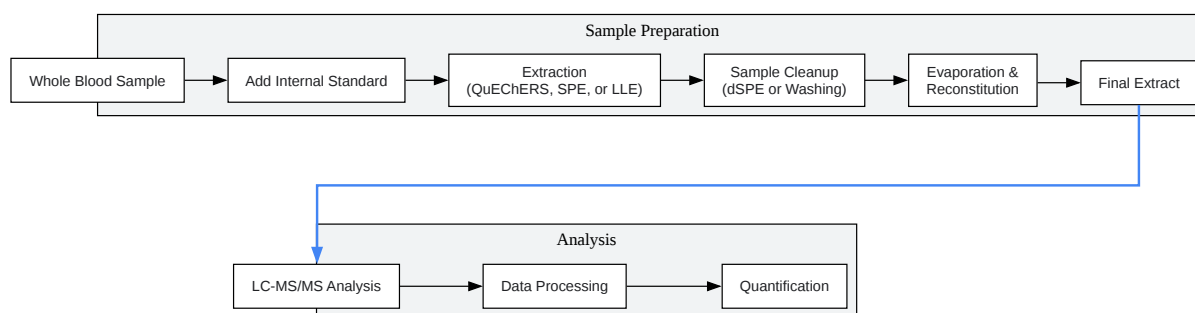 Sample Preparation
Whole Blood Sample
Add Internal Standard
Extraction
(QuEChERS, SPE, or LLE)
Sample Cleanup
(dSPE or Washing)
Evaporation &
Reconstitution
Final Extract
Analysis
LC-MS/MS Analysis
Data Processing
Quantification